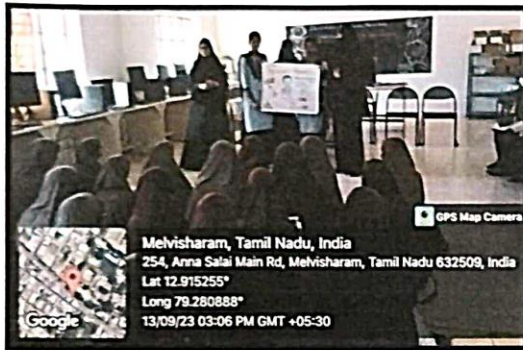 GPS Map Camera
Melvisharam, Tamil Nadu, India
254, Anna Salai Main Rd, Melvisharam, Tamil Nadu 632509, India
Lat 12.915255°
Long 79.280888°
13/09/23 03:06 PM GMT +05:30
Google